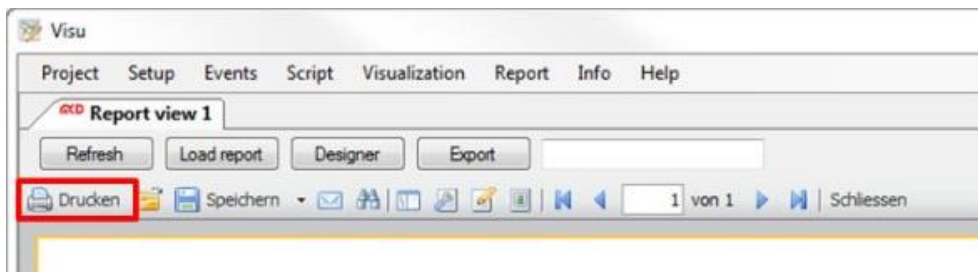 Visu
Project Setup Events Script Visualization Report Info Help
GXD Report view 1
Refresh Load report Designer Export
Drucken Speichern 1 von 1 Schliessen